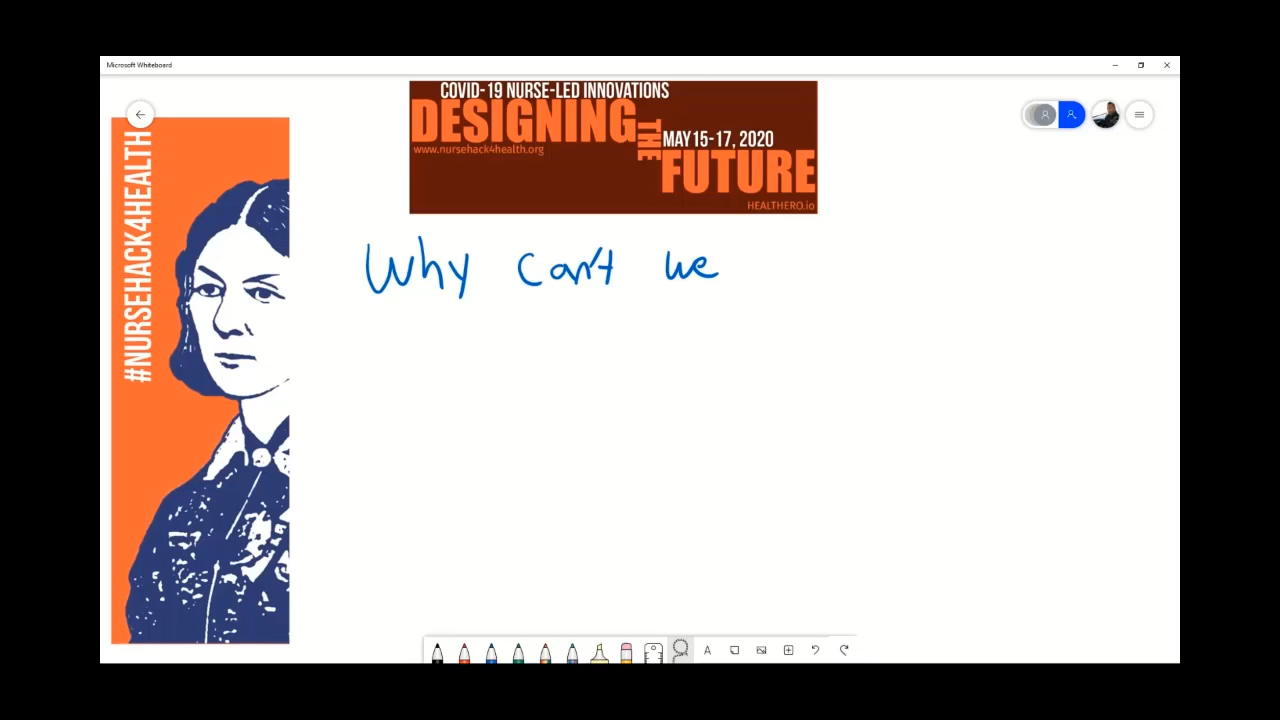 Microsoft Whiteboard
COVID-19 NURSE-LED INNOVATIONS
DESIGNING
THE
MAY 15-17, 2020
www.nursehack4health.org
FUTURE
HEALTHERO.io
#NURSEHACK4HEALTH
Why can't we
A